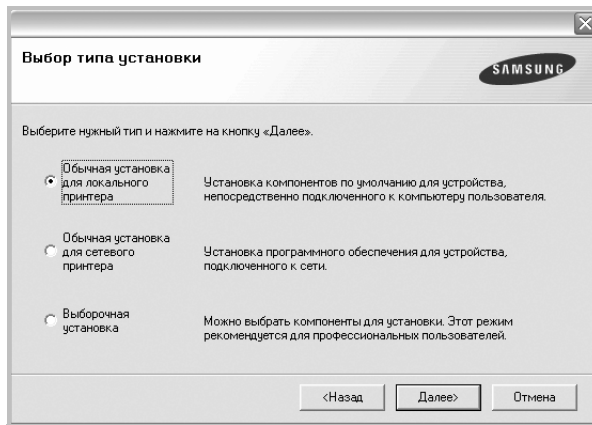 Выбор типа установки
SAMSUNG
Выберите нужный тип и нажмите на кнопку «Далее».
Обычная установка
для локального
принтера
Установка компонентов по умолчанию для устройства,
непосредственно подключенного к компьютеру пользователя.
Обычная установка
для сетевого
принтера
Установка программного обеспечения для устройства,
подключенного к сети.
Выборочная
установка
Можно выбрать компоненты для установки. Этот режим
рекомендуется для профессиональных пользователей.
<Назад
Далее>
Отмена